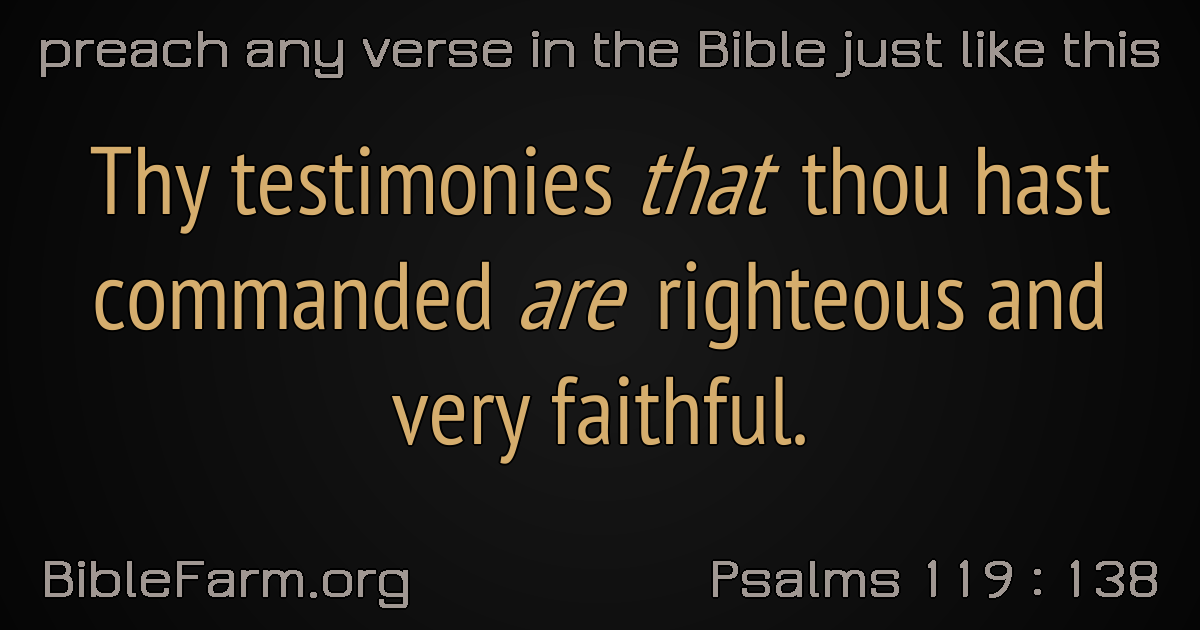 preach any verse in the Bible just like this
Thy testimonies that thou hast
commanded are righteous and
very faithful.
BibleFarm.org
Psalms 119 : 138